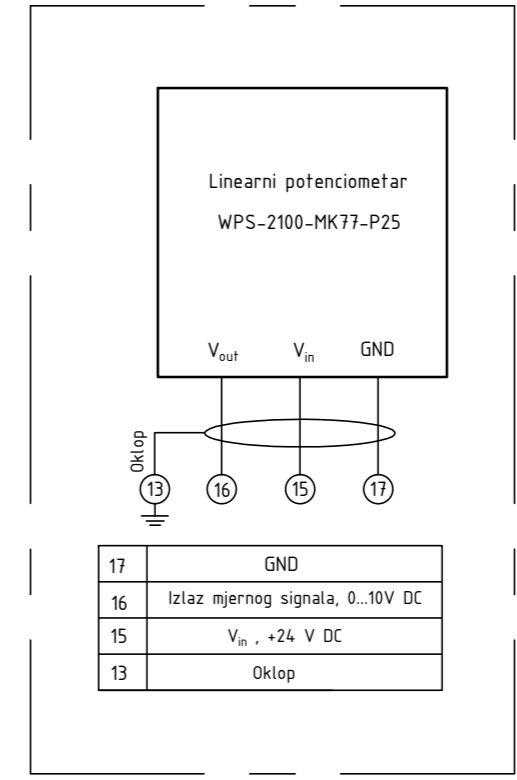 Linearni potenciometar
WPS-2100-MK77-P25
Vout Vin GND
Oklop
13 16 15 17
17 GND
16 Izlaz mjernog signala, 0...10V DC
15 Vin , +24 V DC
13 Oklop